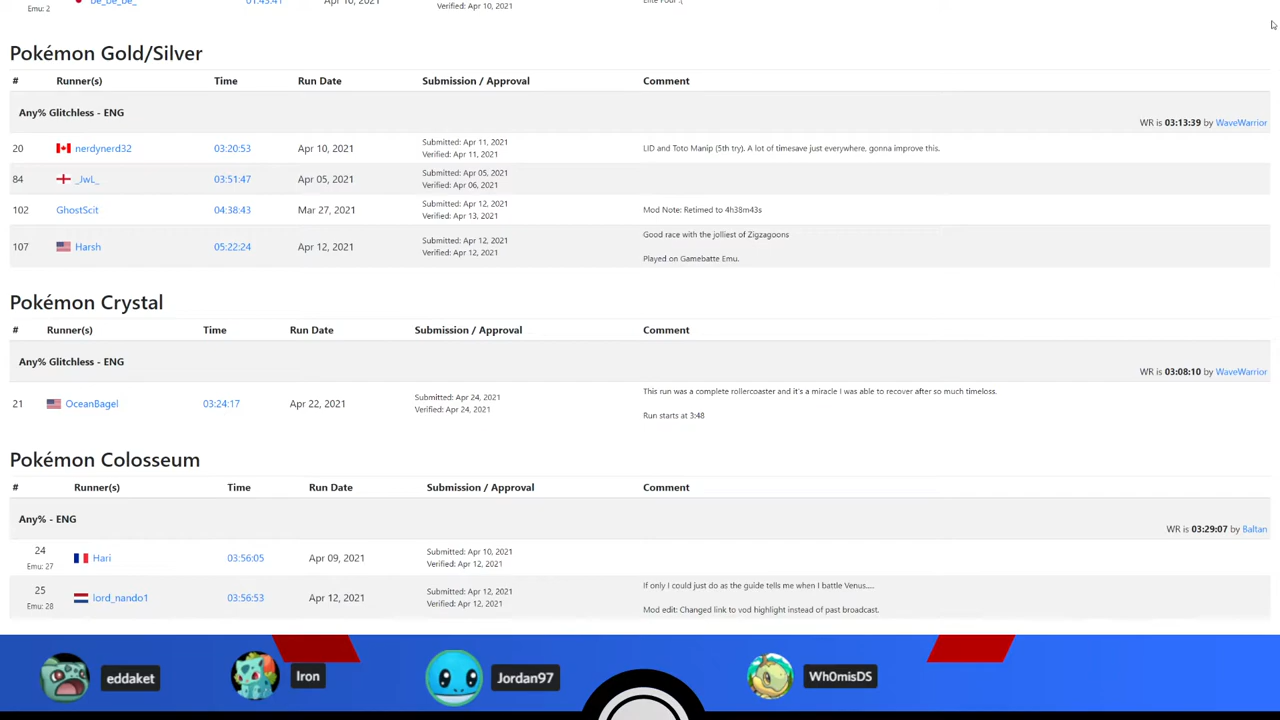 Emu: 2 be_be_be_ 01:43:41 Apr 10, 2021 Verified: Apr 10, 2021 Elite Four :(
Pokémon Gold/Silver
# Runner(s) Time Run Date Submission / Approval Comment
Any% Glitchless - ENG
WR is 03:13:39 by WaveWarrior
20 nerdynerd32 03:20:53 Apr 10, 2021 Submitted: Apr 11, 2021 LID and Toto Manip (5th try). A lot of timesave just everywhere, gonna improve this.
Verified: Apr 11, 2021
84 _JwL_ 03:51:47 Apr 05, 2021 Submitted: Apr 05, 2021
Verified: Apr 06, 2021
102 GhostScit 04:38:43 Mar 27, 2021 Submitted: Apr 12, 2021 Mod Note: Retimed to 4h38m43s
Verified: Apr 13, 2021
107 Harsh 05:22:24 Apr 12, 2021 Submitted: Apr 12, 2021 Good race with the jolliest of Zigzagoons
Verified: Apr 12, 2021 Played on Gamebatte Emu.
Pokémon Crystal
# Runner(s) Time Run Date Submission / Approval Comment
Any% Glitchless - ENG
WR is 03:08:10 by WaveWarrior
21 OceanBagel 03:24:17 Apr 22, 2021 Submitted: Apr 24, 2021 This run was a complete rollercoaster and it's a miracle I was able to recover after so much timeloss.
Verified: Apr 24, 2021 Run starts at 3:48
Pokémon Colosseum
# Runner(s) Time Run Date Submission / Approval Comment
Any% - ENG
WR is 03:29:07 by Baltan
24 Hari 03:56:05 Apr 09, 2021 Submitted: Apr 10, 2021
Emu: 27 Verified: Apr 12, 2021
25 lord_nando1 03:56:53 Apr 12, 2021 Submitted: Apr 12, 2021 If only I could just do as the guide tells me when I battle Venus....
Emu: 28 Verified: Apr 12, 2021 Mod edit: Changed link to vod highlight instead of past broadcast.
eddaket Iron Jordan97 Wh0misDS